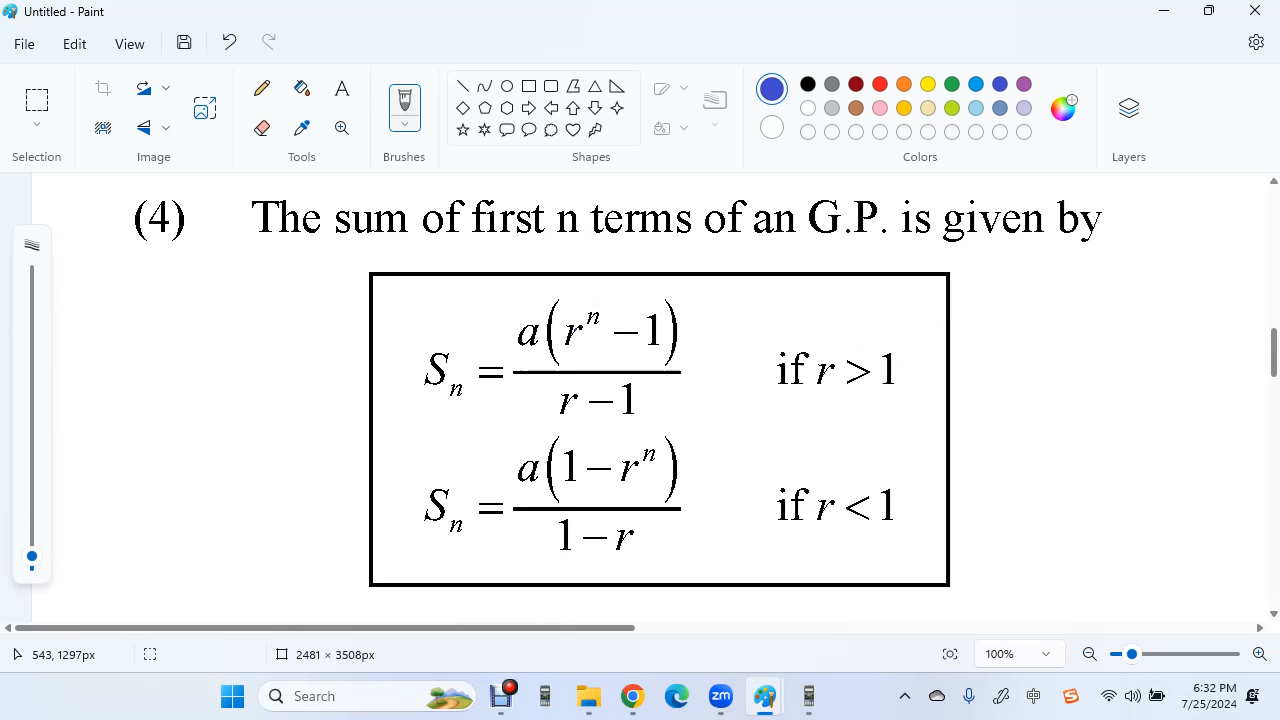 Untitled - Paint
File Edit View
Selection Image Tools Brushes Shapes Colors Layers
(4) The sum of first n terms of an G.P. is given by
Sₙ = a(rⁿ − 1) / (r − 1) if r > 1
Sₙ = a(1 − rⁿ) / (1 − r) if r < 1
543, 1297px 2481 × 3508px 100%
Search zm 中 S 6:32 PM
7/25/2024